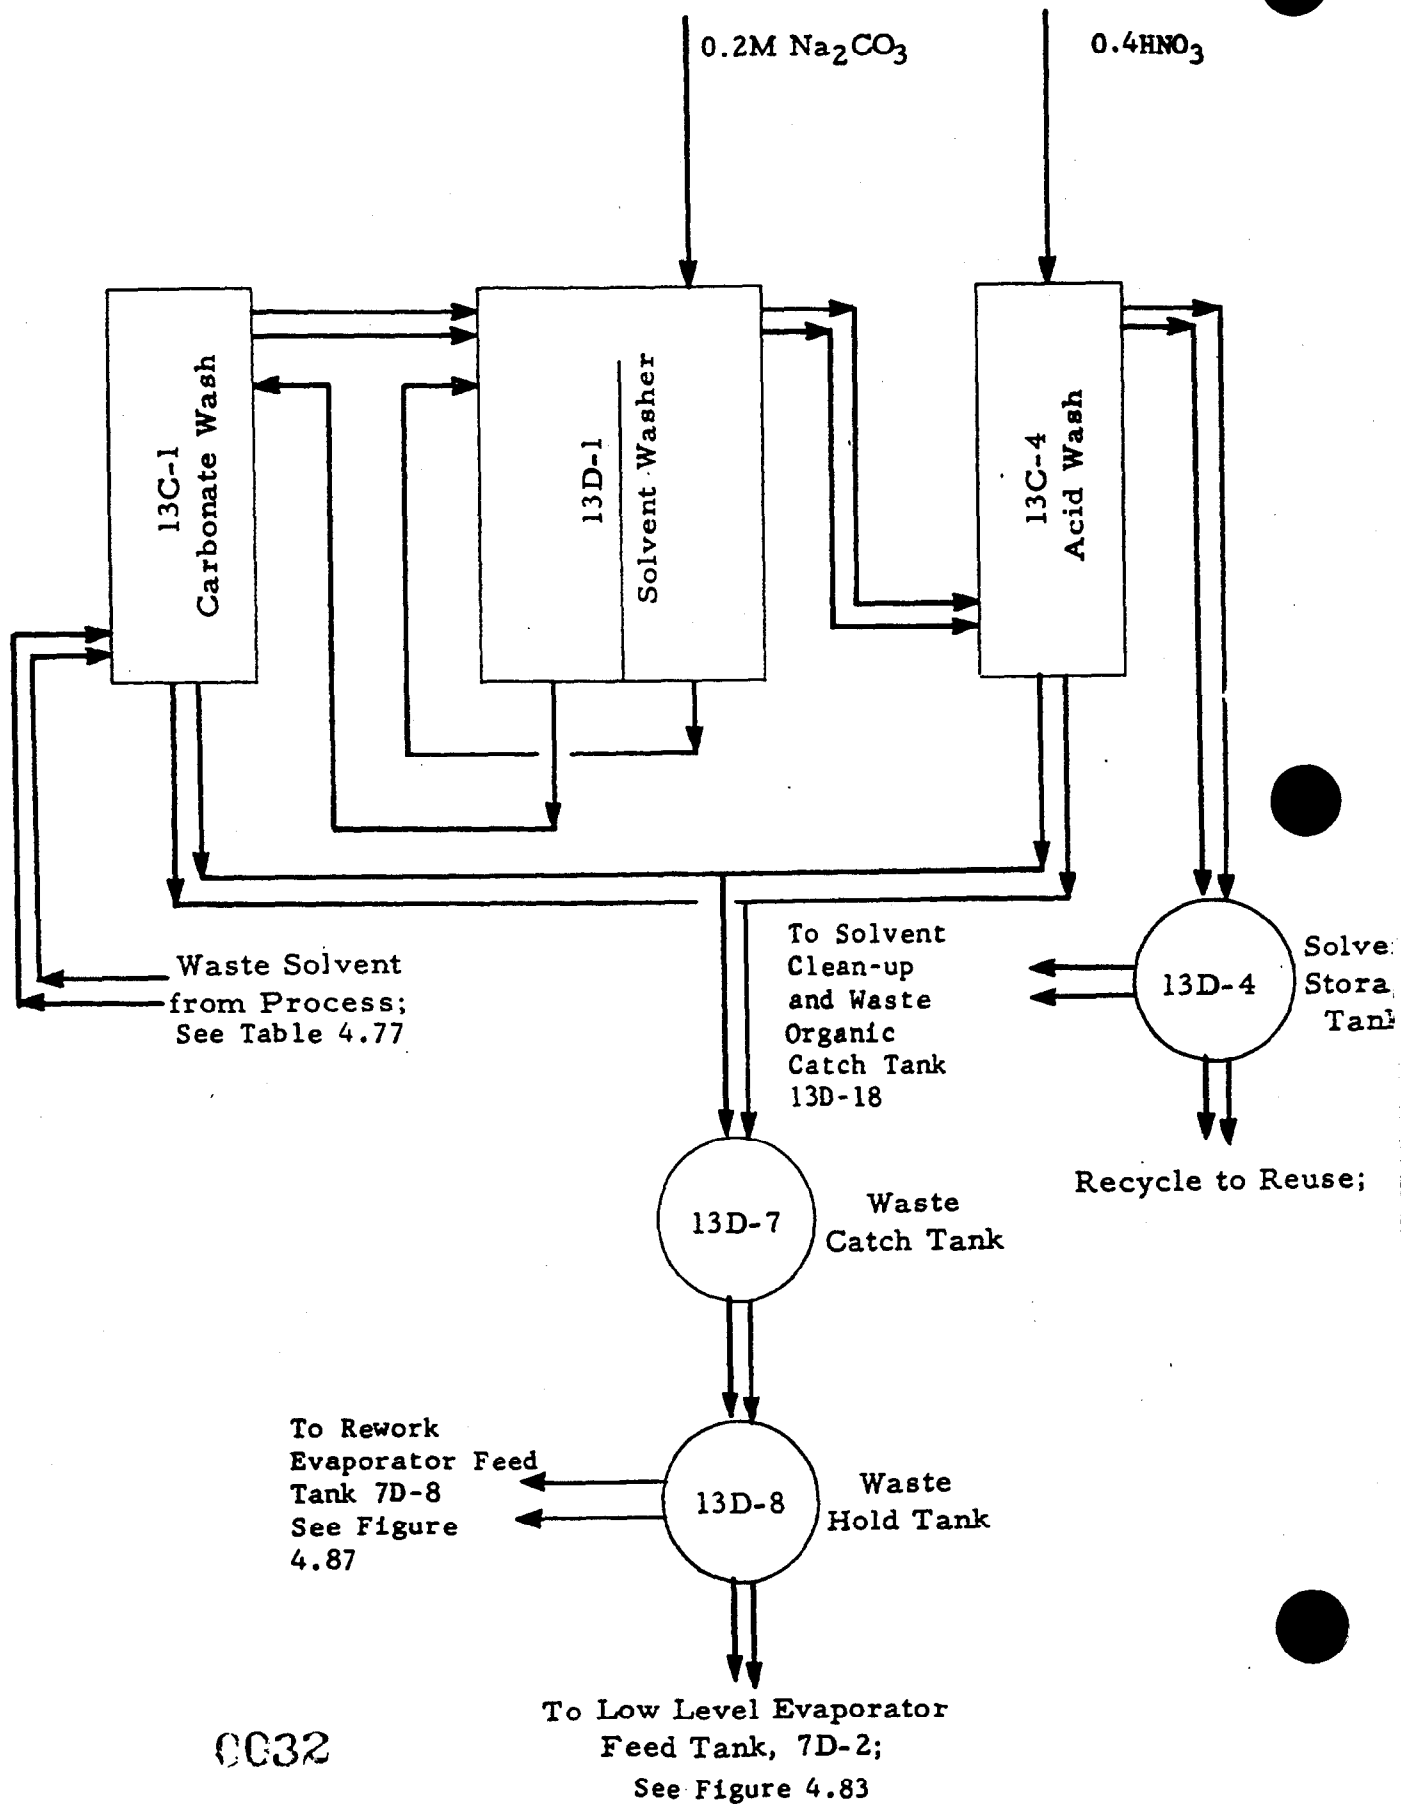 0.2M Na₂CO₃
0.4HNO₃
13C-1
Carbonate Wash
13D-1
Solvent Washer
13C-4
Acid Wash
Waste Solvent
from Process;
See Table 4.77
To Solvent
Clean-up
and Waste
Organic
Catch Tank
13D-18
13D-4
Solve
Stora
Tank
Recycle to Reuse;
13D-7
Waste
Catch Tank
To Rework
Evaporator Feed
Tank 7D-8
See Figure
4.87
13D-8
Waste
Hold Tank
To Low Level Evaporator
Feed Tank, 7D-2;
See Figure 4.83
0032